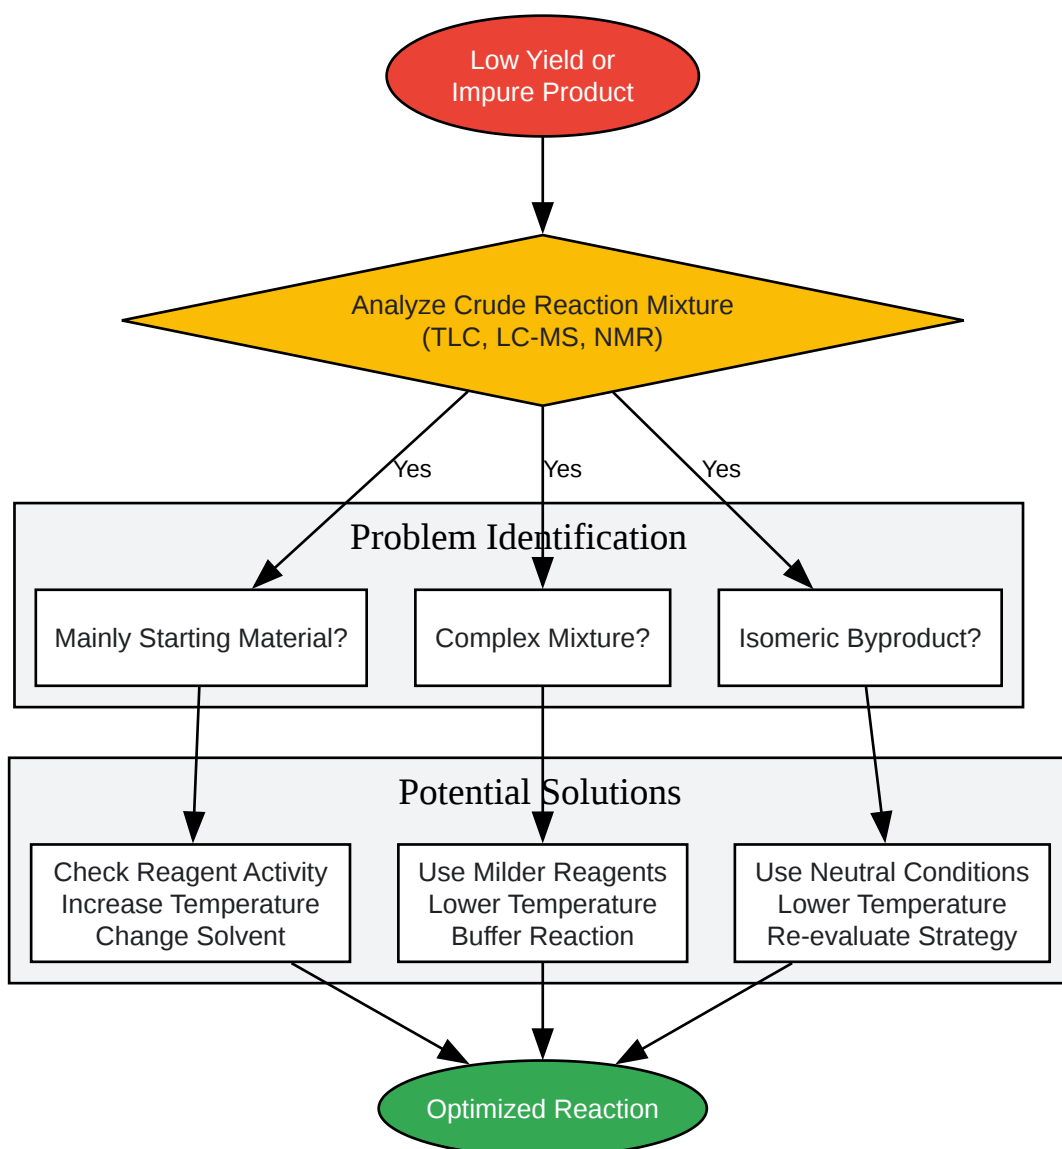 Low Yield or
Impure Product
Analyze Crude Reaction Mixture
(TLC, LC-MS, NMR)
Yes
Yes
Yes
Problem Identification
Mainly Starting Material?
Complex Mixture?
Isomeric Byproduct?
Potential Solutions
Check Reagent Activity
Increase Temperature
Change Solvent
Use Milder Reagents
Lower Temperature
Buffer Reaction
Use Neutral Conditions
Lower Temperature
Re-evaluate Strategy
Optimized Reaction